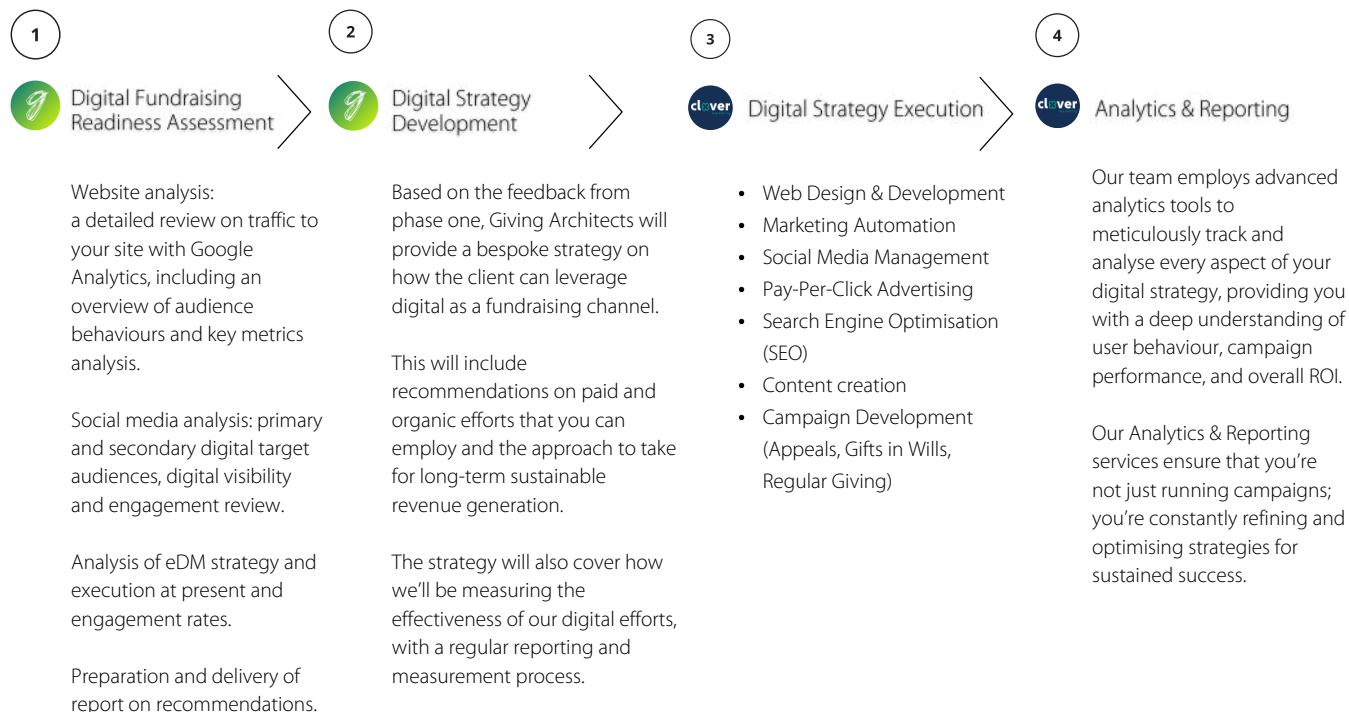 1
g
Digital Fundraising
Readiness Assessment
Website analysis:
a detailed review on traffic to
your site with Google
Analytics, including an
overview of audience
behaviours and key metrics
analysis.
Social media analysis: primary
and secondary digital target
audiences, digital visibility
and engagement review.
Analysis of eDM strategy and
execution at present and
engagement rates.
Preparation and delivery of
report on recommendations.
2
g
Digital Strategy
Development
Based on the feedback from
phase one, Giving Architects will
provide a bespoke strategy on
how the client can leverage
digital as a fundraising channel.
This will include
recommendations on paid and
organic efforts that you can
employ and the approach to take
for long-term sustainable
revenue generation.
The strategy will also cover how
we'll be measuring the
effectiveness of our digital efforts,
with a regular reporting and
measurement process.
3
clover
Digital Strategy Execution
• Web Design & Development
• Marketing Automation
• Social Media Management
• Pay-Per-Click Advertising
• Search Engine Optimisation
(SEO)
• Content creation
• Campaign Development
(Appeals, Gifts in Wills,
Regular Giving)
4
clover
Analytics & Reporting
Our team employs advanced
analytics tools to
meticulously track and
analyse every aspect of your
digital strategy, providing you
with a deep understanding of
user behaviour, campaign
performance, and overall ROI.
Our Analytics & Reporting
services ensure that you're
not just running campaigns;
you're constantly refining and
optimising strategies for
sustained success.